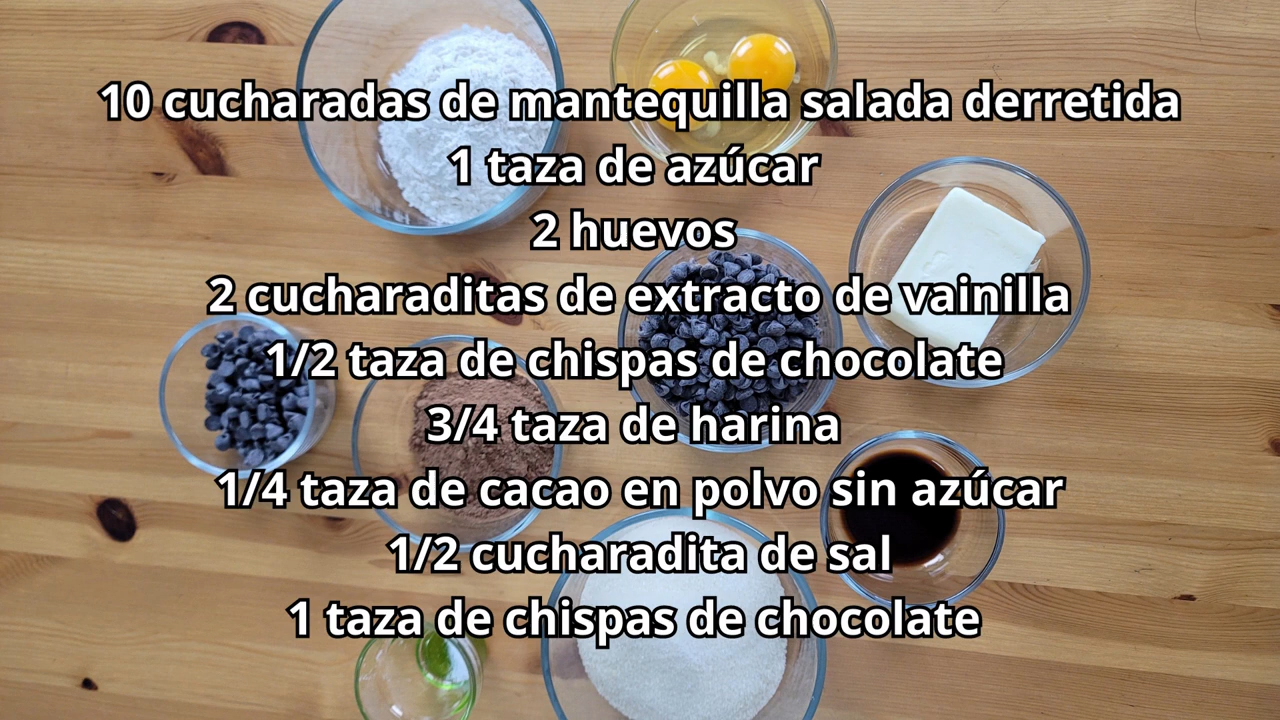 10 cucharadas de mantequilla salada derretida
1 taza de azúcar
2 huevos
2 cucharaditas de extracto de vainilla
1/2 taza de chispas de chocolate
3/4 taza de harina
1/4 taza de cacao en polvo sin azúcar
1/2 cucharadita de sal
1 taza de chispas de chocolate